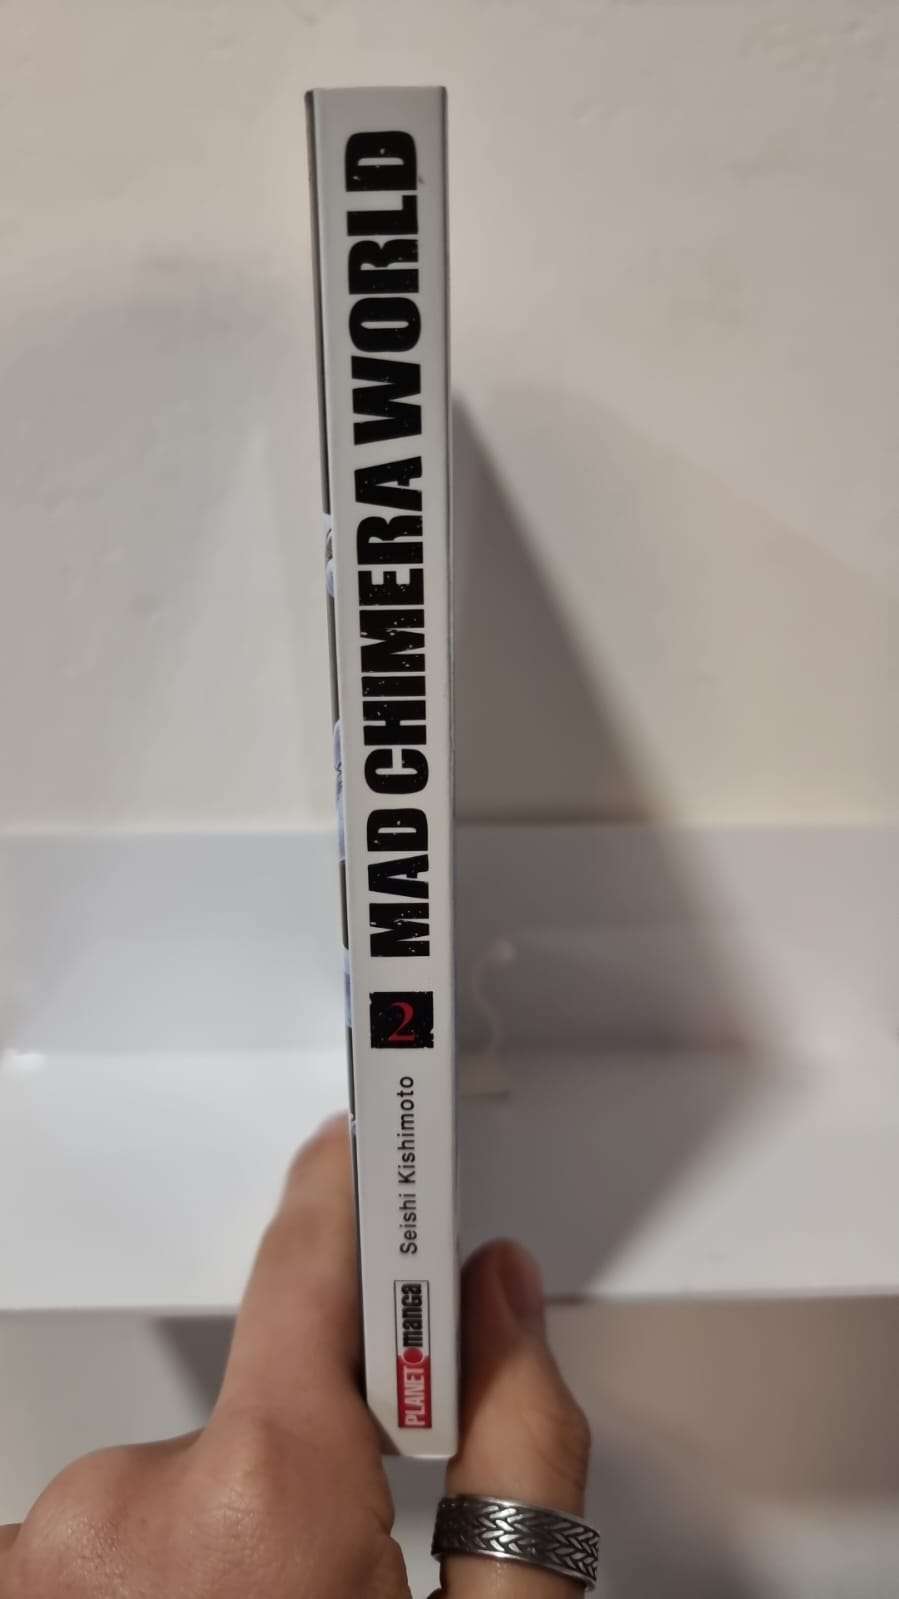 MAD CHIMERA WORLD
2
Seishi Kishimoto
PLANET manga